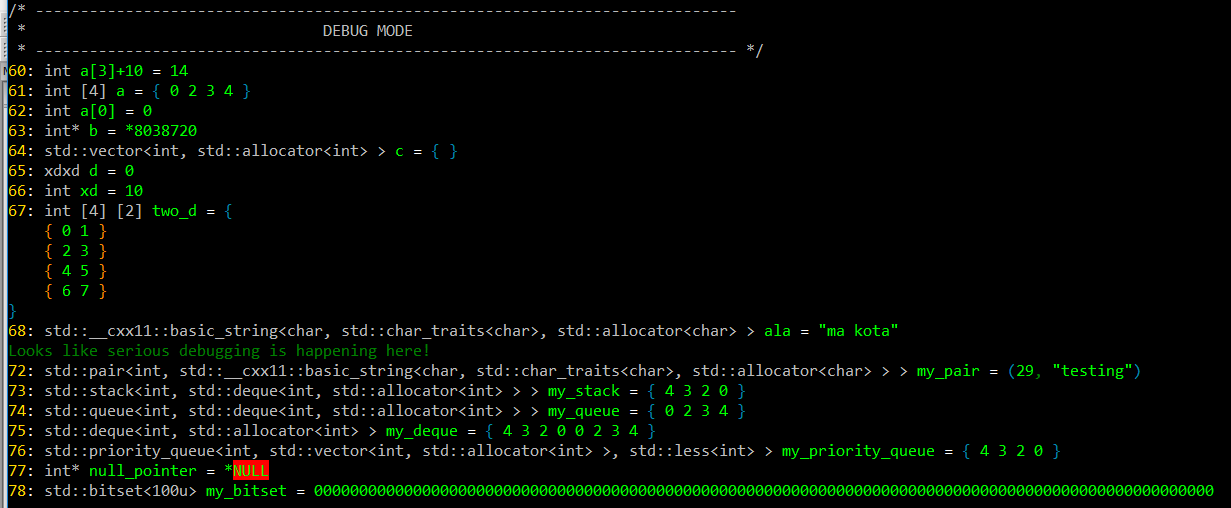 /* ------------------------------------------------------------------------------
 *                                 DEBUG MODE
 * ------------------------------------------------------------------------------ */
60: int a[3]+10 = 14
61: int [4] a = { 0 2 3 4 }
62: int a[0] = 0
63: int* b = *8038720
64: std::vector<int, std::allocator<int> > c = { }
65: xdxd d = 0
66: int xd = 10
67: int [4] [2] two_d = {
    { 0 1 }
    { 2 3 }
    { 4 5 }
    { 6 7 }
}
68: std::__cxx11::basic_string<char, std::char_traits<char>, std::allocator<char> > ala = "ma kota"
Looks like serious debugging is happening here!
72: std::pair<int, std::__cxx11::basic_string<char, std::char_traits<char>, std::allocator<char> > > my_pair = (29, "testing")
73: std::stack<int, std::deque<int, std::allocator<int> > > my_stack = { 4 3 2 0 }
74: std::queue<int, std::deque<int, std::allocator<int> > > my_queue = { 0 2 3 4 }
75: std::deque<int, std::allocator<int> > my_deque = { 4 3 2 0 0 2 3 4 }
76: std::priority_queue<int, std::vector<int, std::allocator<int> >, std::less<int> > my_priority_queue = { 4 3 2 0 }
77: int* null_pointer = *NULL
78: std::bitset<100u> my_bitset = 0000000000000000000000000000000000000000000000000000000000000000000000000000000000000000000000000000